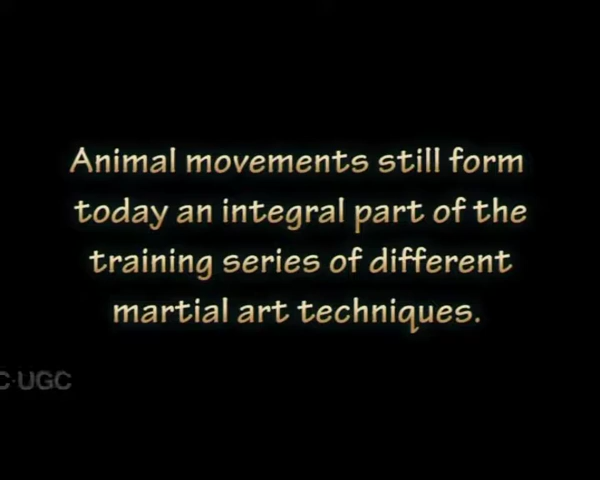 Animal movements still form
today an integral part of the
training series of different
martial art techniques.
C-UGC